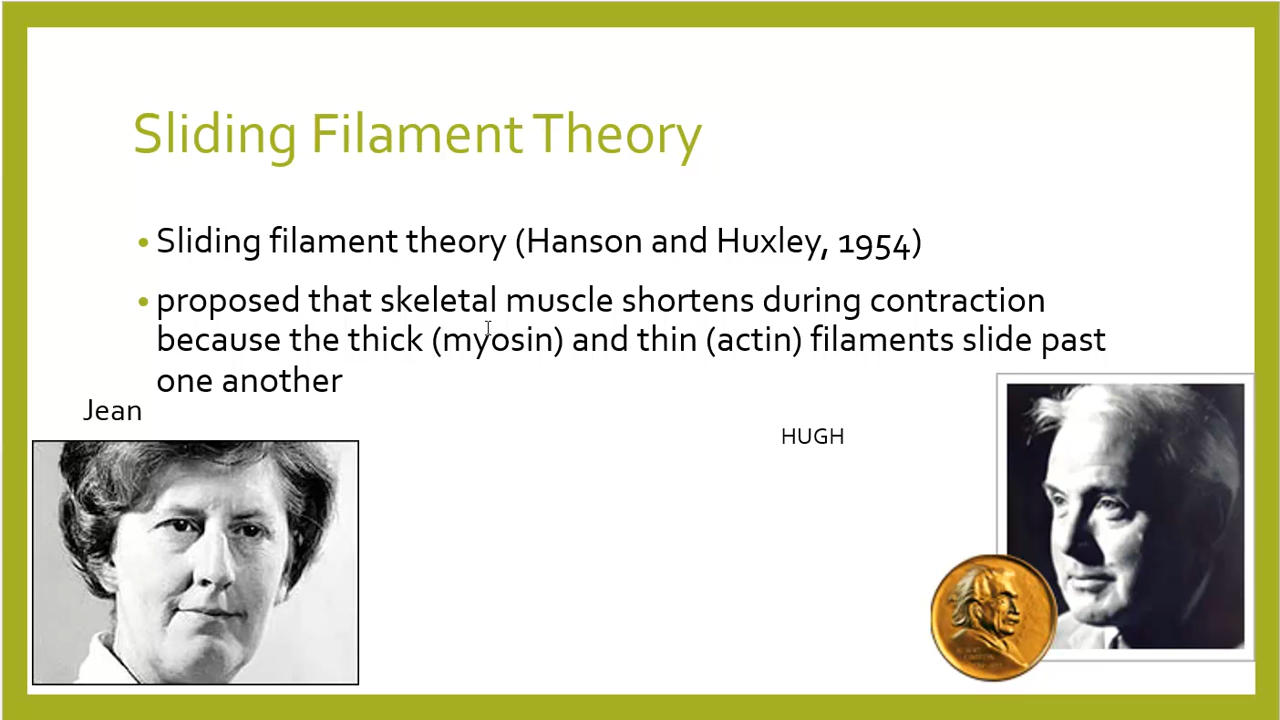 Sliding Filament Theory
• Sliding filament theory (Hanson and Huxley, 1954)
• proposed that skeletal muscle shortens during contraction
because the thick (myosin) and thin (actin) filaments slide past
one another
Jean
HUGH